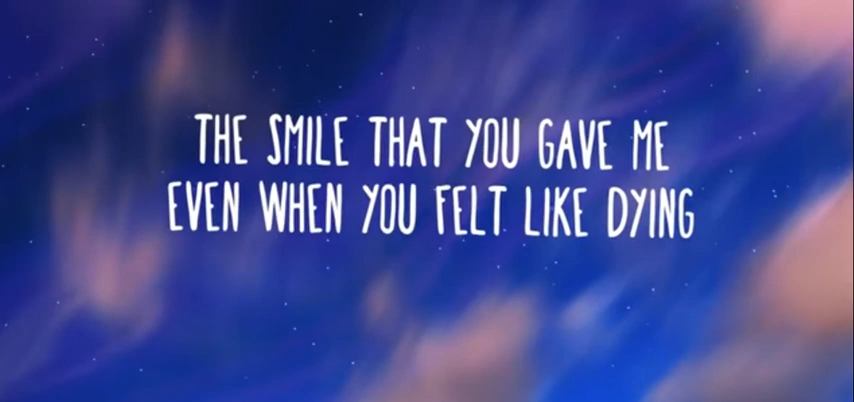 THE SMILE THAT YOU GAVE ME
EVEN WHEN YOU FELT LIKE DYING